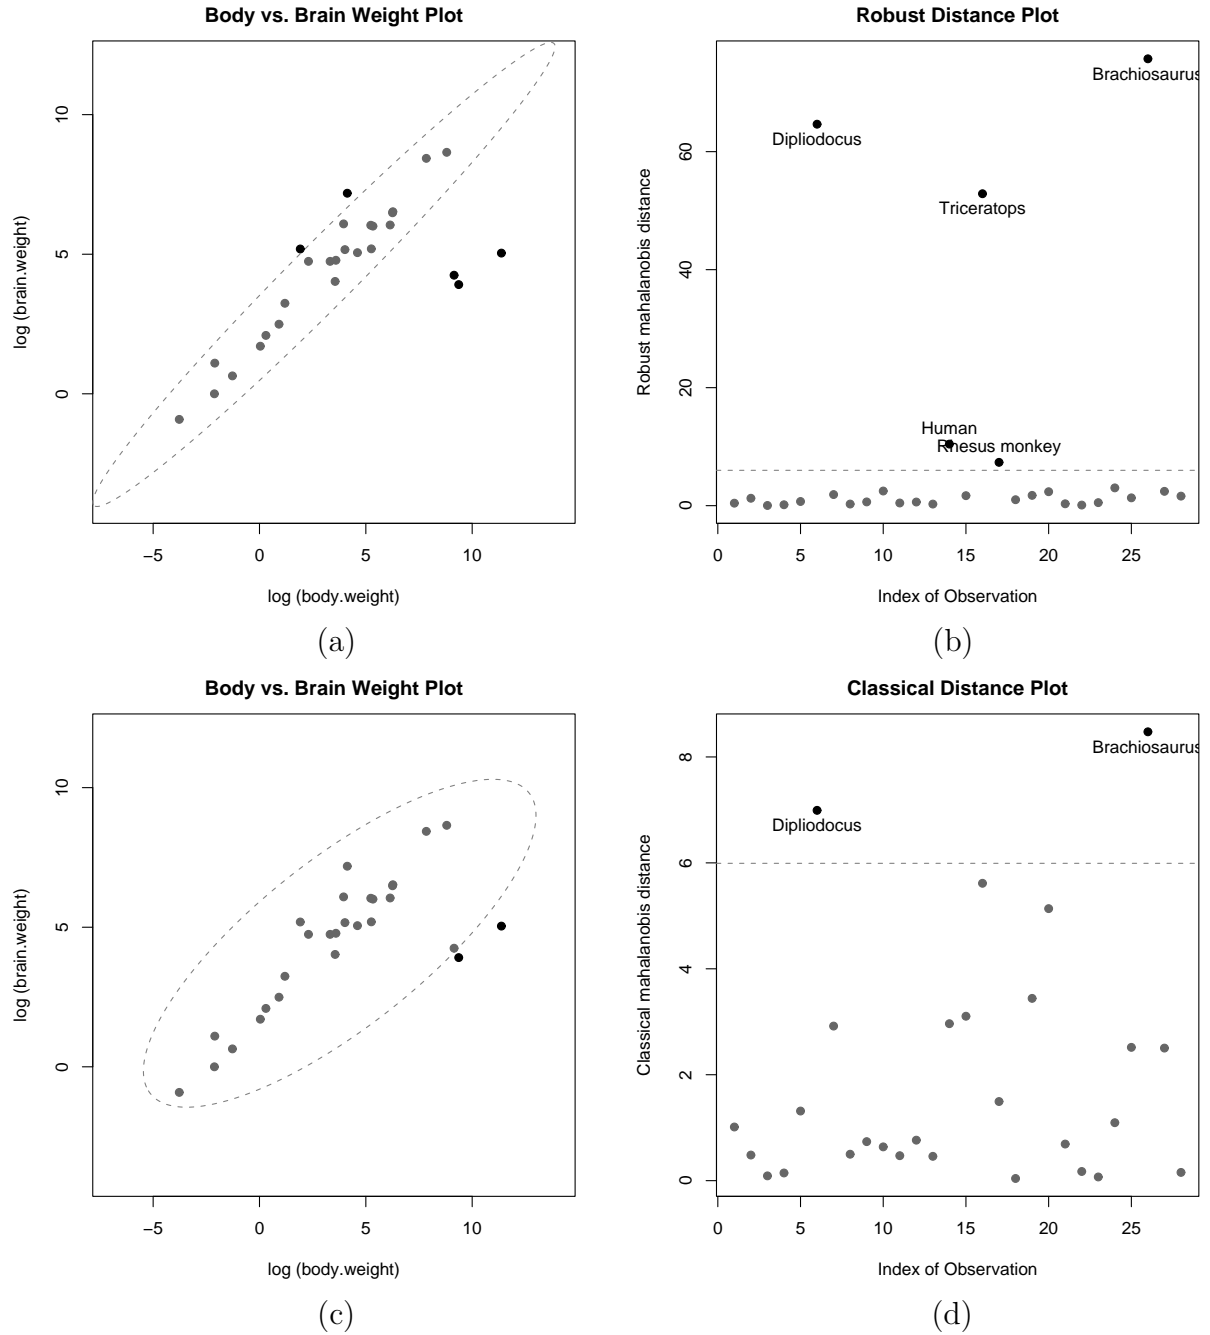 Body vs. Brain Weight Plot
log (brain.weight)
10
5
0
−5 0 5 10
log (body.weight)
(a)
Robust Distance Plot
Robust mahalanobis distance
60
40
20
0
Brachiosaurus
Dipliodocus
Triceratops
Human
Rhesus monkey
0 5 10 15 20 25
Index of Observation
(b)
Body vs. Brain Weight Plot
log (brain.weight)
10
5
0
−5 0 5 10
log (body.weight)
(c)
Classical Distance Plot
Classical mahalanobis distance
8
6
4
2
0
Brachiosaurus
Dipliodocus
0 5 10 15 20 25
Index of Observation
(d)